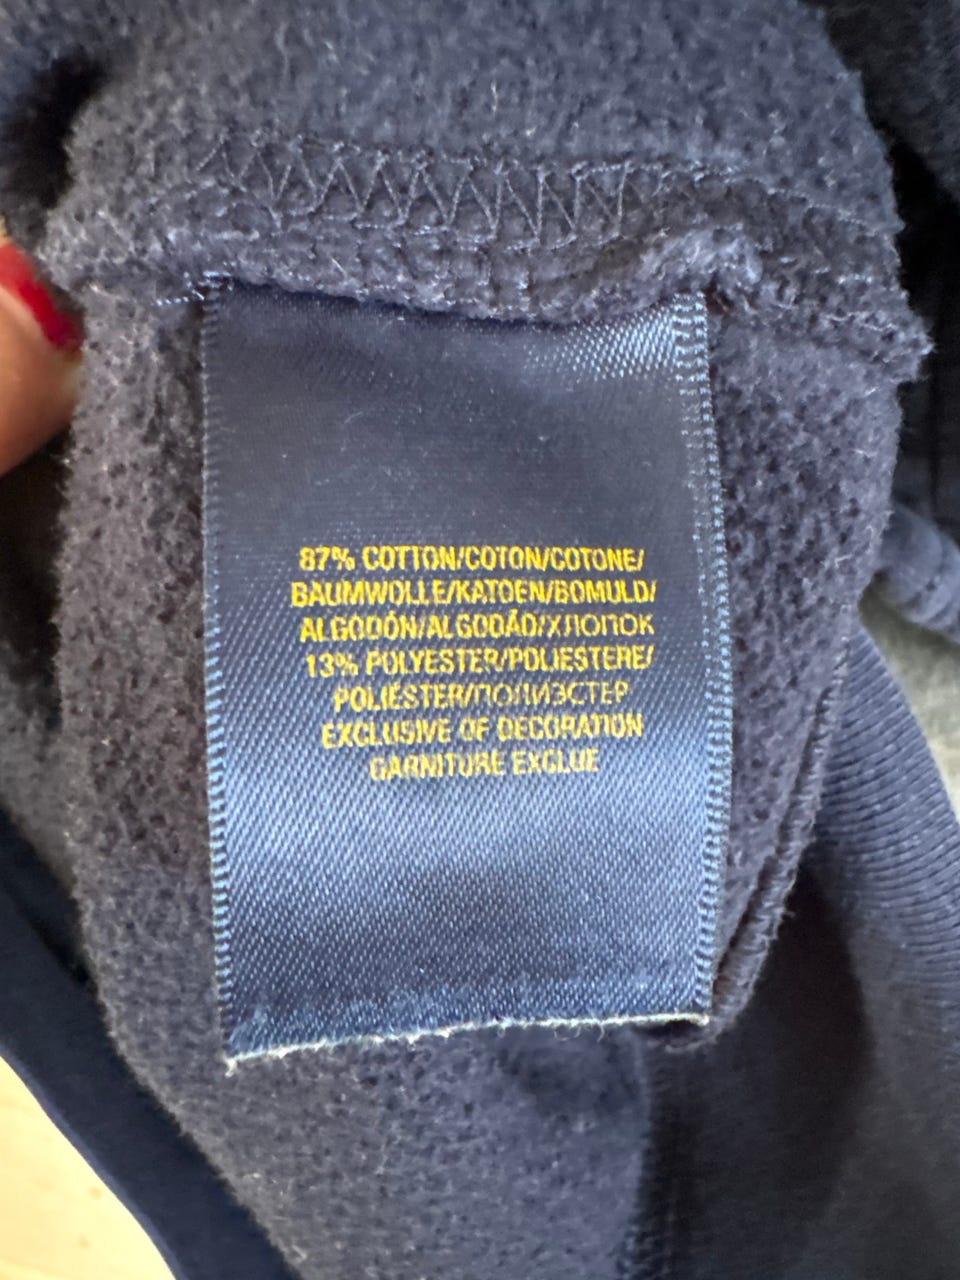 87% COTTON/COTON/COTONE/
BAUMWOLLE/KATOEN/BOMULD/
ALGODÓN/ALGODÃO/ХЛОПОК
13% POLYESTER/POLIESTERE/
POLIÉSTER/ПОЛИЭСТЕР
EXCLUSIVE OF DECORATION
GARNITURE EXCLUE